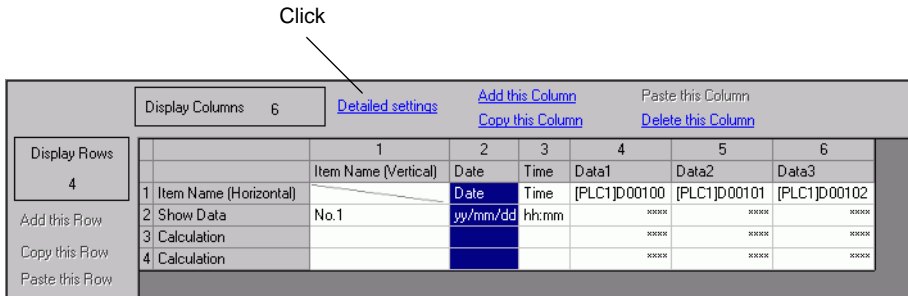 Click
Display Columns 6 Detailed settings Add this Column Paste this Column
Copy this Column Delete this Column
Display Rows
4
Add this Row
Copy this Row
Paste this Row
1 2 3 4 5 6
Item Name (Vertical) Date Time Data1 Data2 Data3
1 Item Name (Horizontal) Date Time [PLC1]D00100 [PLC1]D00101 [PLC1]D00102
2 Show Data No.1 yy/mm/dd hh:mm **** **** ****
3 Calculation **** **** ****
4 Calculation **** **** ****